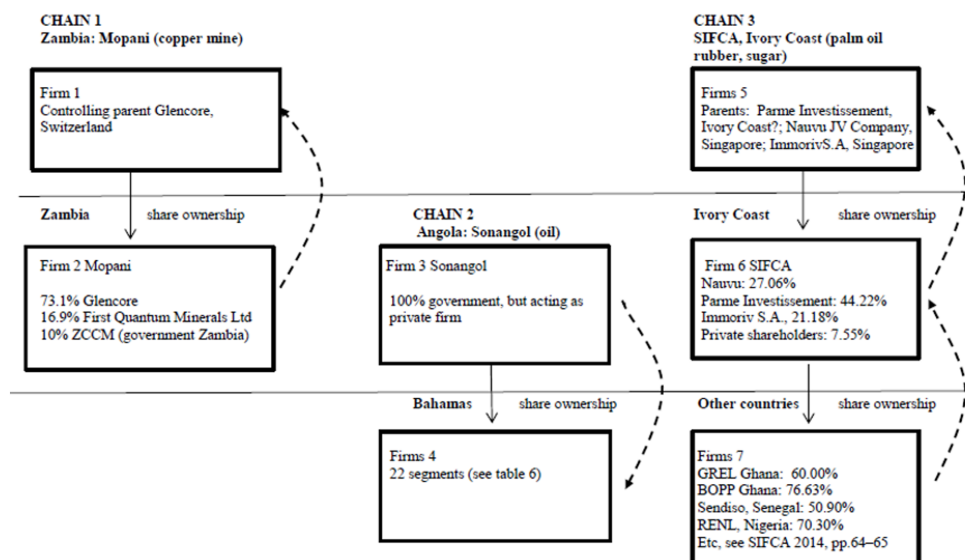 CHAIN 1
Zambia: Mopani (copper mine)
Firm 1
Controlling parent Glencore,
Switzerland
Zambia
share ownership
Firm 2 Mopani
73.1% Glencore
16.9% First Quantum Minerals Ltd
10% ZCCM (government Zambia)
CHAIN 2
Angola: Sonangol (oil)
Firm 3 Sonangol
100% government, but acting as
private firm
Bahamas
share ownership
Firms 4
22 segments (see table 6)
CHAIN 3
SIFCA, Ivory Coast (palm oil
rubber, sugar)
Firms 5
Parents: Parme Investissement,
Ivory Coast?; Nauvu JV Company,
Singapore; ImmorivS.A, Singapore
Ivory Coast
share ownership
Firm 6 SIFCA
Nauvu: 27.06%
Parme Investissement: 44.22%
Immoriv S.A., 21.18%
Private shareholders: 7.55%
Other countries
share ownership
Firms 7
GREL Ghana: 60.00%
BOPP Ghana: 76.63%
Sendiso, Senegal: 50.90%
RENL, Nigeria: 70.30%
Etc, see SIFCA 2014, pp.64–65